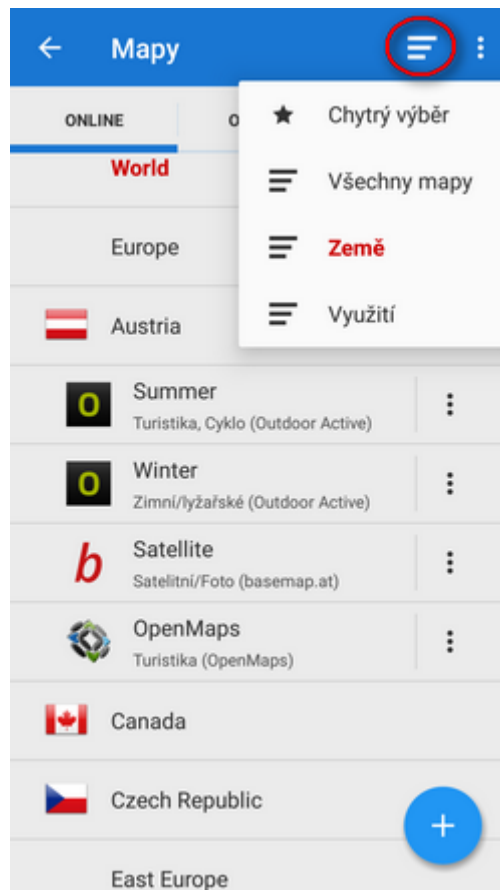 Mapy
ONLINE
O
Chytrý výběr
Všechny mapy
Země
Využití
World
Europe
Austria
Summer
Turistika, Cyklo (Outdoor Active)
Winter
Zimní/lyžařské (Outdoor Active)
Satellite
Satelitní/Foto (basemap.at)
OpenMaps
Turistika (OpenMaps)
Canada
Czech Republic
East Europe